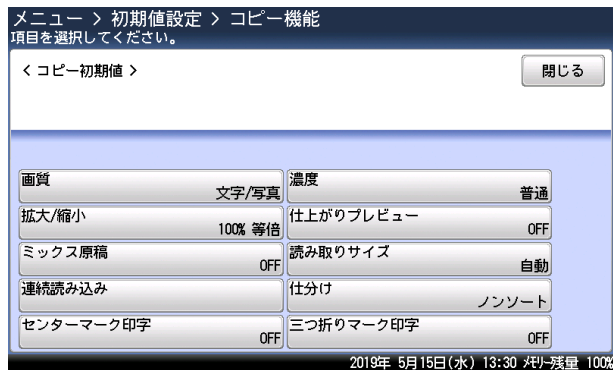 メニュー > 初期値設定 > コピー機能
項目を選択してください。
< コピー初期値 >
閉じる
画質
文字/写真
濃度
普通
拡大/縮小
100% 等倍
仕上がりプレビュー
OFF
ミックス原稿
OFF
読み取りサイズ
自動
連続読み込み
仕分け
ノンソート
センターマーク印字
OFF
三つ折りマーク印字
OFF
2019年 5月15日(水) 13:30 メモリー残量 100%